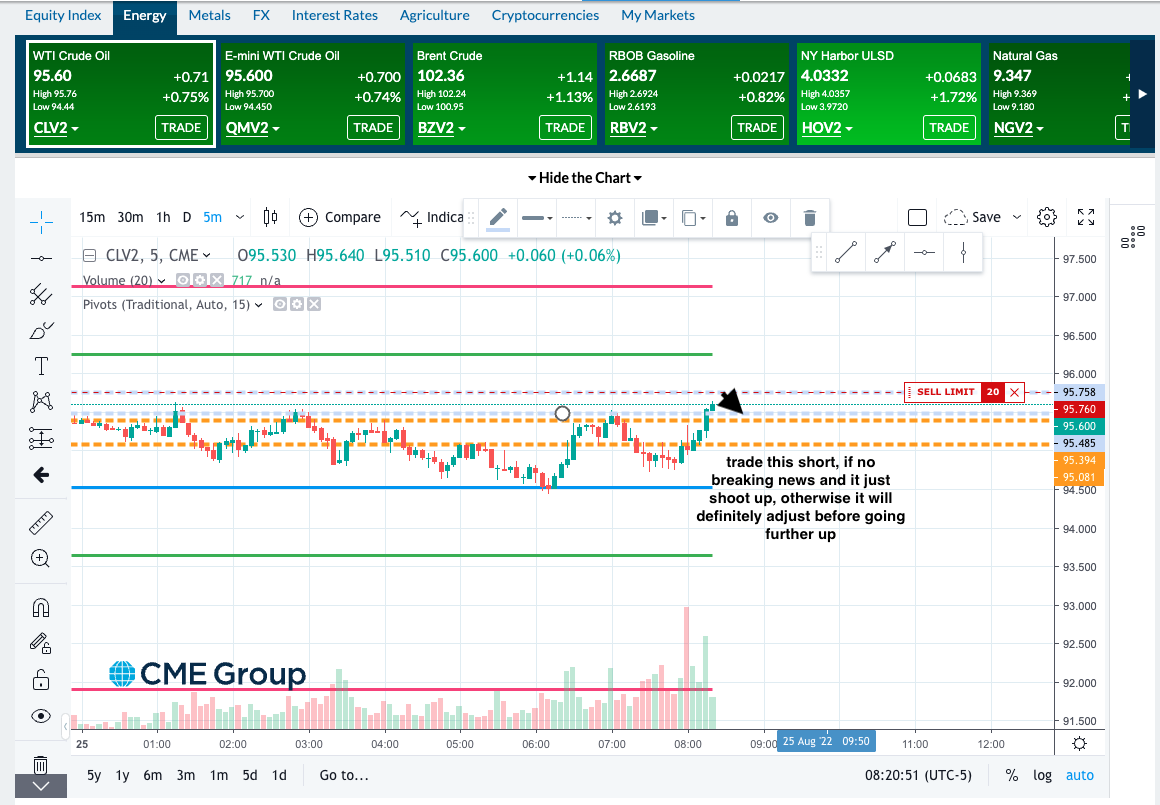 Equity Index Energy Metals FX Interest Rates Agriculture Cryptocurrencies My Markets
WTI Crude Oil
95.60 +0.71
High 95.76 +0.75%
Low 94.44
CLV2 TRADE
E-mini WTI Crude Oil
95.600 +0.700
High 95.700 +0.74%
Low 94.450
QMV2 TRADE
Brent Crude
102.36 +1.14
High 102.24 +1.13%
Low 100.95
BZV2 TRADE
RBOB Gasoline
2.6687 +0.0217
High 2.6924 +0.82%
Low 2.6193
RBV2 TRADE
NY Harbor ULSD
4.0332 +0.0683
High 4.0357 +1.72%
Low 3.9720
HOV2 TRADE
Natural Gas
9.347 +
High 9.369 +
Low 9.180
NGV2 T
Hide the Chart
15m 30m 1h D 5m Compare Indica Save
CLV2, 5, CME O95.530 H95.640 L95.510 C95.600 +0.060 (+0.06%)
Volume (20) 717 n/a
Pivots (Traditional, Auto, 15)
97.500
97.000
96.500
96.000
SELL LIMIT 20
95.758
95.760
95.600
95.485
95.394
95.081
94.500
94.000
93.500
93.000
92.500
92.000
91.500
trade this short, if no
breaking news and it just
shoot up, otherwise it will
definitely adjust before going
further up
CME Group
25 01:00 02:00 03:00 04:00 05:00 06:00 07:00 08:00 09:00 25 Aug '22 09:50 11:00 12:00
5y 1y 6m 3m 1m 5d 1d Go to... 08:20:51 (UTC-5) % log auto